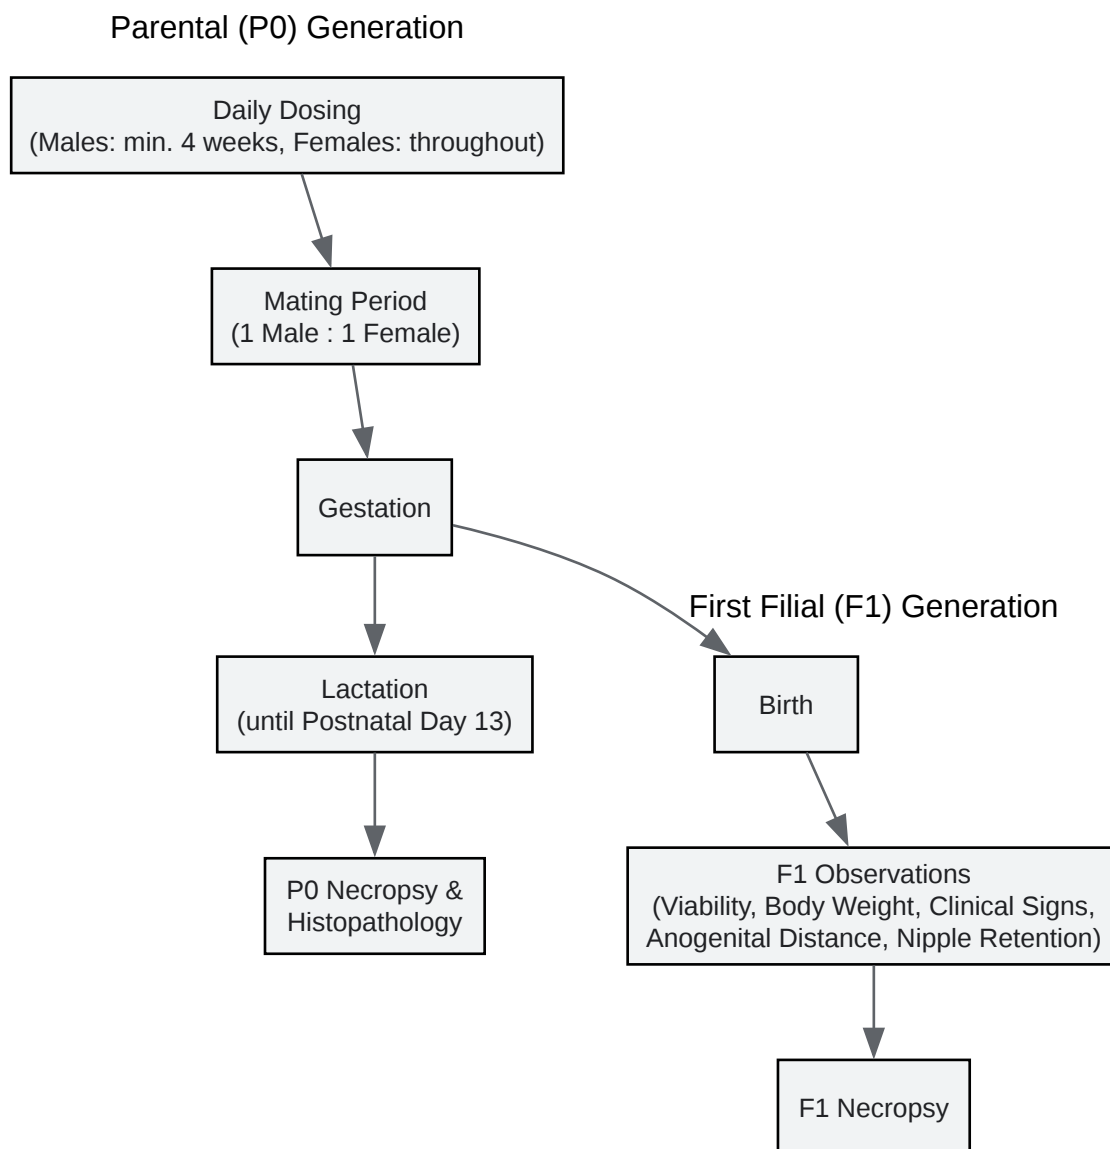 Parental (P0) Generation
Daily Dosing
(Males: min. 4 weeks, Females: throughout)
Mating Period
(1 Male : 1 Female)
Gestation
First Filial (F1) Generation
Lactation
(until Postnatal Day 13)
Birth
P0 Necropsy &
Histopathology
F1 Observations
(Viability, Body Weight, Clinical Signs,
Anogenital Distance, Nipple Retention)
F1 Necropsy